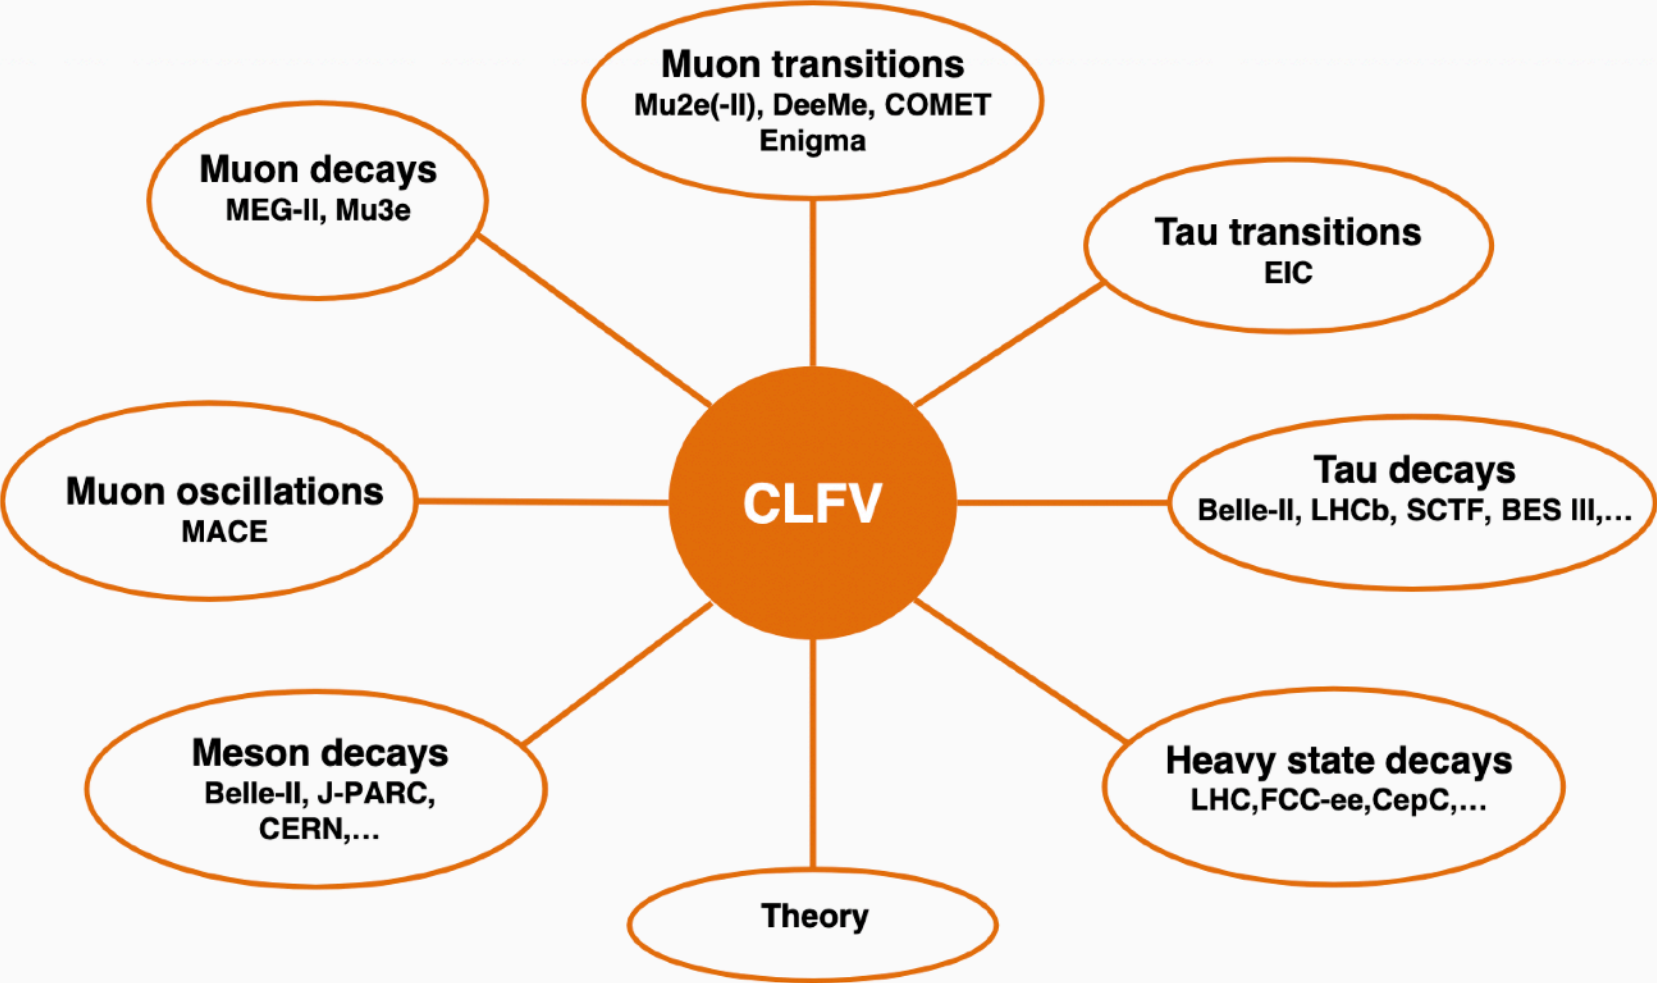 Muon transitions
Mu2e(-II), DeeMe, COMET
Enigma
Muon decays
MEG-II, Mu3e
Tau transitions
EIC
Muon oscillations
MACE
CLFV
Tau decays
Belle-II, LHCb, SCTF, BES III,...
Meson decays
Belle-II, J-PARC,
CERN,...
Heavy state decays
LHC,FCC-ee,CepC,...
Theory